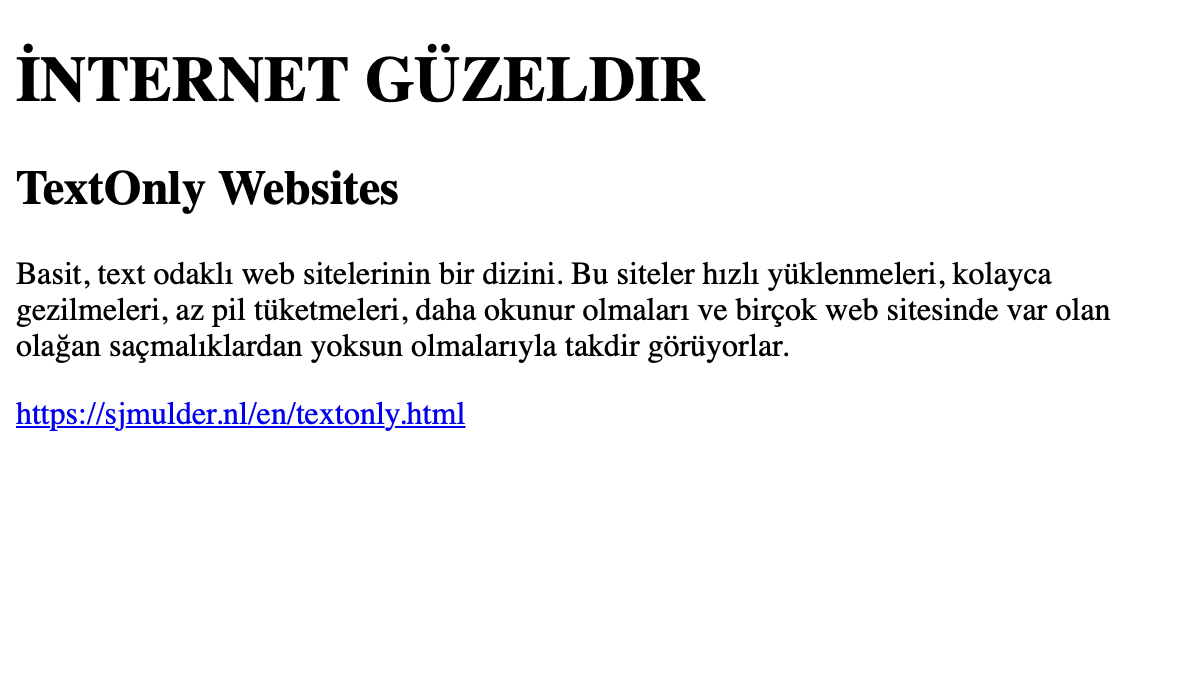 İNTERNET GÜZELDIR
TextOnly Websites
Basit, text odaklı web sitelerinin bir dizini. Bu siteler hızlı yüklenmeleri, kolayca
gezilmeleri, az pil tüketmeleri, daha okunur olmaları ve birçok web sitesinde var olan
olağan saçmalıklardan yoksun olmalarıyla takdir görüyorlar.
https://sjmulder.nl/en/textonly.html